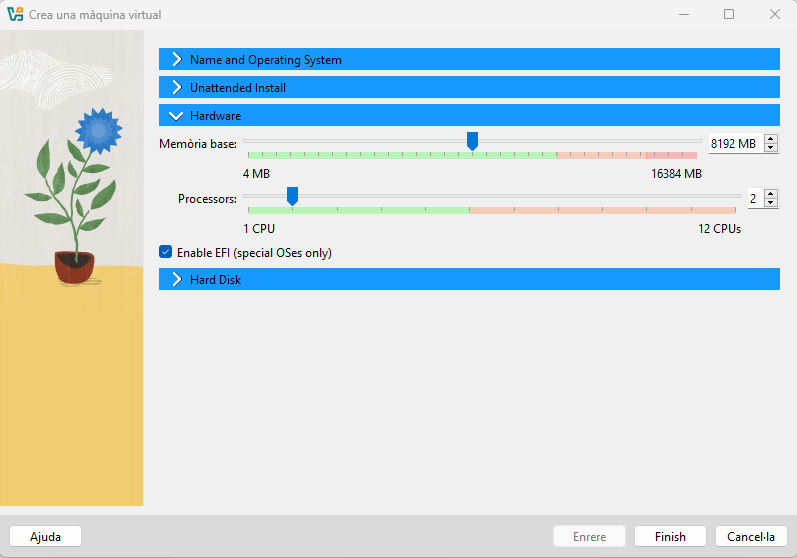 Crea una màquina virtual
Name and Operating System
Unattended Install
Hardware
Memòria base:
8192 MB
4 MB
16384 MB
Processors:
2
1 CPU
12 CPUs
Enable EFI (special OSes only)
Hard Disk
Ajuda
Enrere
Finish
Cancel·la